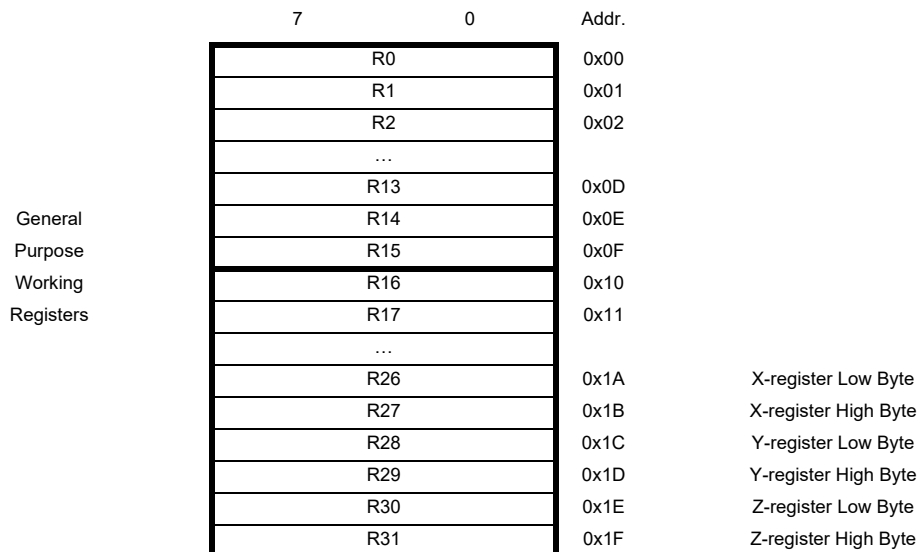 7 0 Addr.
R0 0x00
R1 0x01
R2 0x02
…
R13 0x0D
General R14 0x0E
Purpose R15 0x0F
Working R16 0x10
Registers R17 0x11
…
R26 0x1A X-register Low Byte
R27 0x1B X-register High Byte
R28 0x1C Y-register Low Byte
R29 0x1D Y-register High Byte
R30 0x1E Z-register Low Byte
R31 0x1F Z-register High Byte